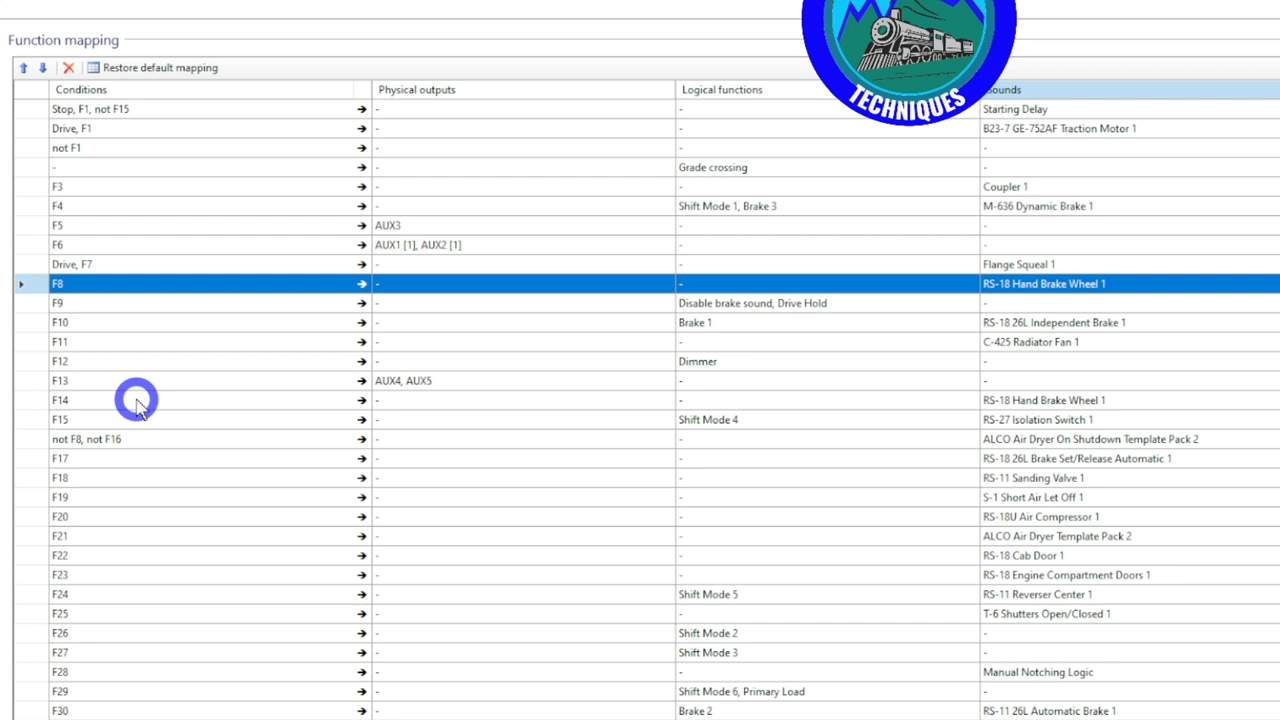 Function mapping
TECHNIQUES
Restore default mapping
Conditions Physical outputs Logical functions Sounds
Stop, F1, not F15 - - Starting Delay
Drive, F1 - - B23-7 GE-752AF Traction Motor 1
not F1 - - -
- - Grade crossing -
F3 - - Coupler 1
F4 - Shift Mode 1, Brake 3 M-636 Dynamic Brake 1
F5 AUX3 - -
F6 AUX1 [1], AUX2 [1] - -
Drive, F7 - - Flange Squeal 1
F8 - - RS-18 Hand Brake Wheel 1
F9 - Disable brake sound, Drive Hold -
F10 - Brake 1 RS-18 26L Independent Brake 1
F11 - - C-425 Radiator Fan 1
F12 - Dimmer -
F13 AUX4, AUX5 - -
F14 - - RS-18 Hand Brake Wheel 1
F15 - Shift Mode 4 RS-27 Isolation Switch 1
not F8, not F16 - - ALCO Air Dryer On Shutdown Template Pack 2
F17 - - RS-18 26L Brake Set/Release Automatic 1
F18 - - RS-11 Sanding Valve 1
F19 - - S-1 Short Air Let Off 1
F20 - - RS-18U Air Compressor 1
F21 - - ALCO Air Dryer Template Pack 2
F22 - - RS-18 Cab Door 1
F23 - - RS-18 Engine Compartment Doors 1
F24 - Shift Mode 5 RS-11 Reverser Center 1
F25 - - T-6 Shutters Open/Closed 1
F26 - Shift Mode 2 -
F27 - Shift Mode 3 -
F28 - - Manual Notching Logic
F29 - Shift Mode 6, Primary Load -
F30 - Brake 2 RS-11 26L Automatic Brake 1